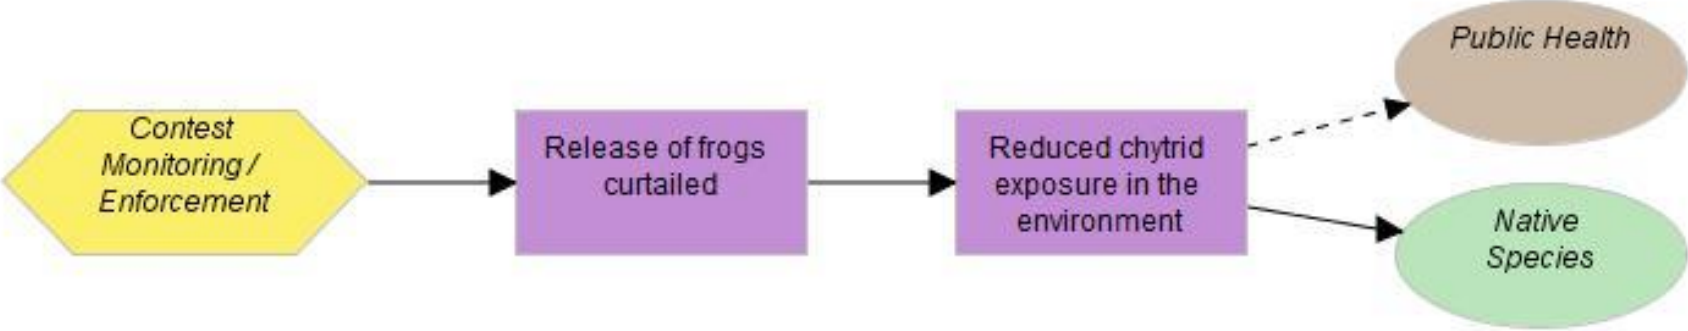 Contest
Monitoring /
Enforcement
Release of frogs
curtailed
Reduced chytrid
exposure in the
environment
Public Health
Native
Species